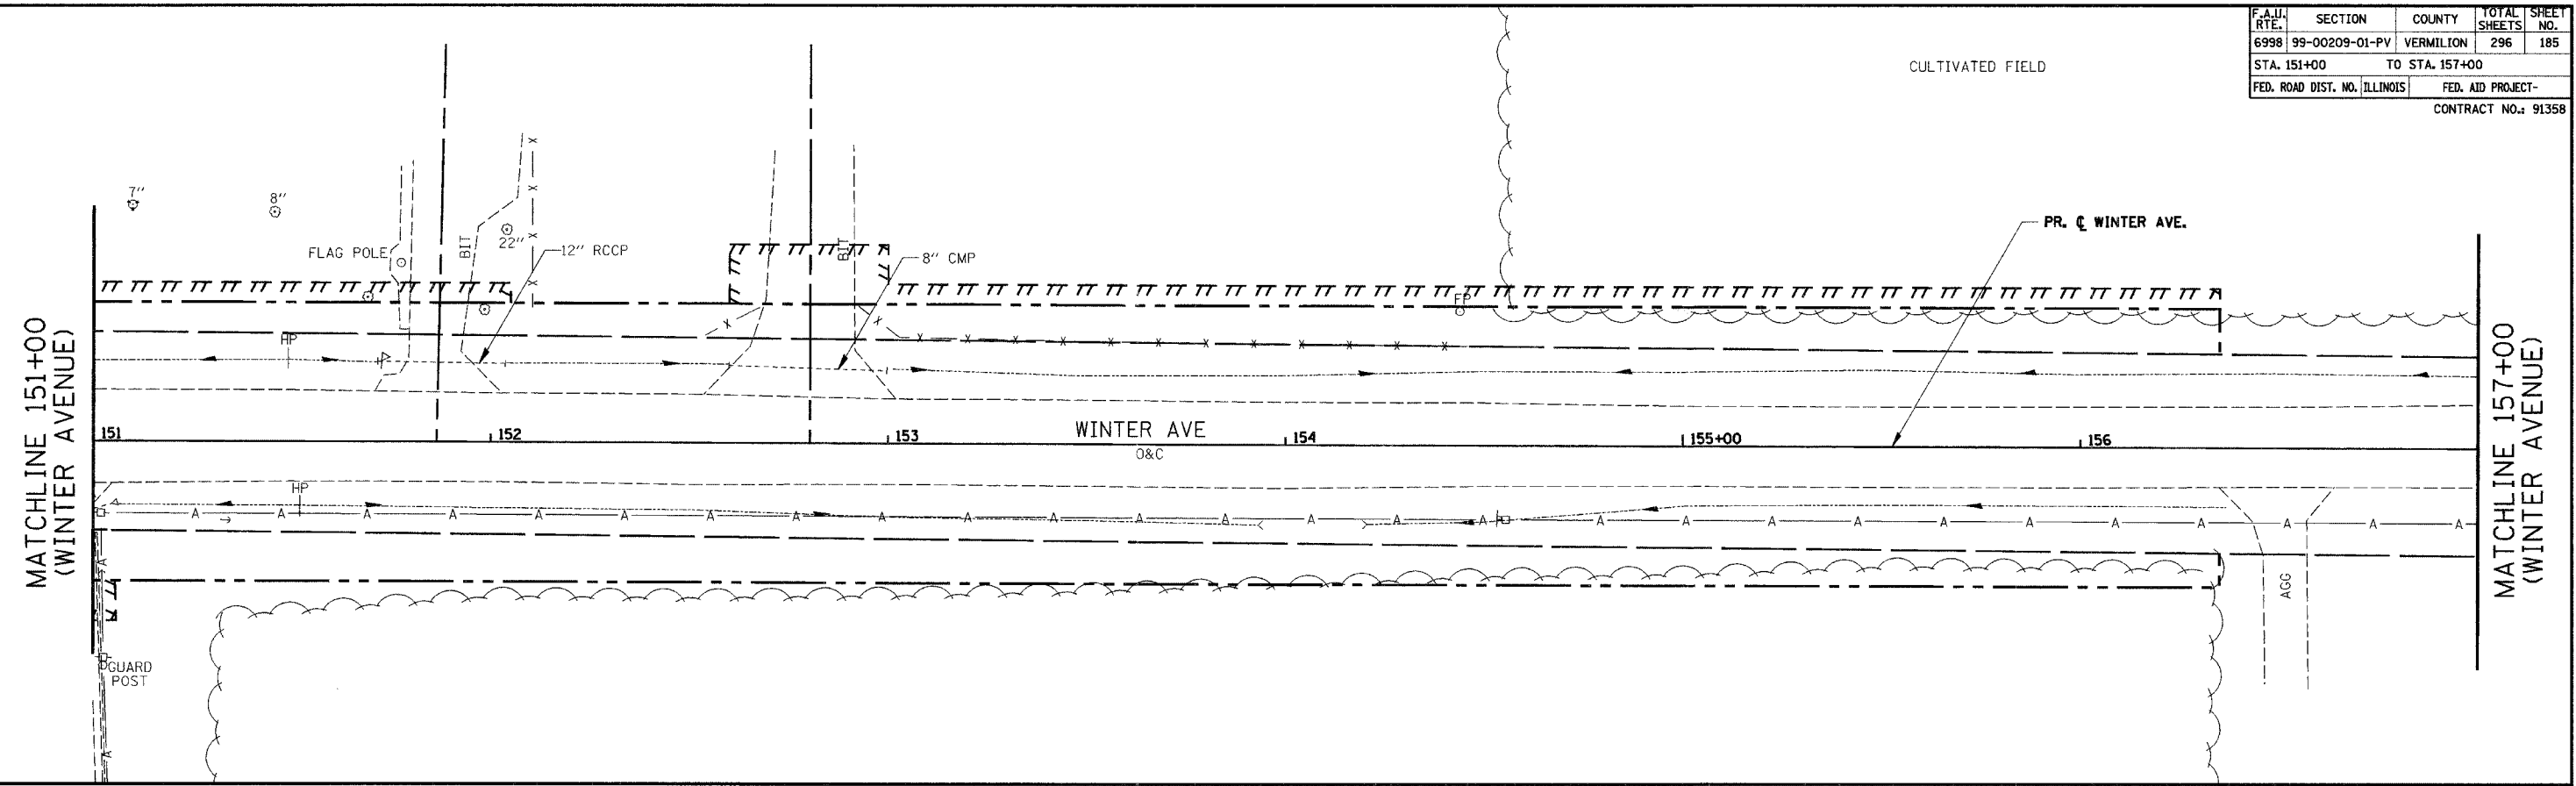 F.A.U. RTE. SECTION COUNTY TOTAL SHEETS SHEET NO.
6998 99-00209-01-PV VERMILION 296 185
STA. 151+00 TO STA. 157+00
FED. ROAD DIST. NO. ILLINOIS FED. AID PROJECT-
CONTRACT NO.: 91358
CULTIVATED FIELD
7"
8"
FLAG POLE
BIT
22"
12" RCCP
BIT
8" CMP
PR. ℄ WINTER AVE.
FP
HP
MATCHLINE 151+00
(WINTER AVENUE)
151
152
153
WINTER AVE
154
155+00
156
O&C
MATCHLINE 157+00
(WINTER AVENUE)
HP
A A A A A A A A A A A A A A A A A A A A A A A A A A A
A
AGG
GUARD
POST
A